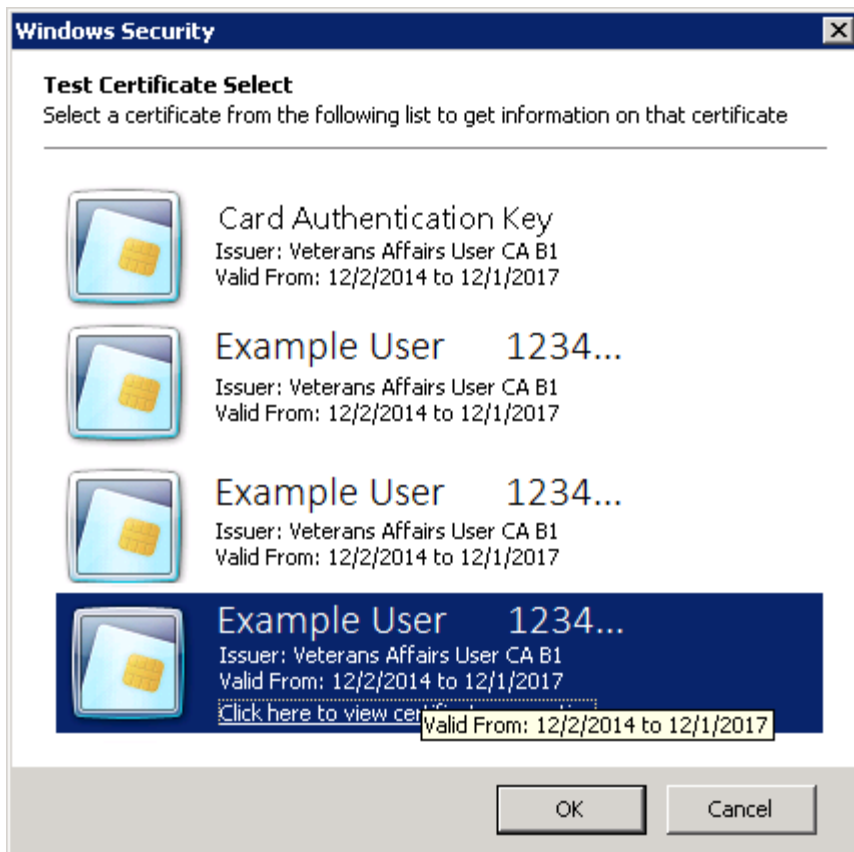 Windows Security
Test Certificate Select
Select a certificate from the following list to get information on that certificate
Card Authentication Key
Issuer: Veterans Affairs User CA B1
Valid From: 12/2/2014 to 12/1/2017
Example User 1234...
Issuer: Veterans Affairs User CA B1
Valid From: 12/2/2014 to 12/1/2017
Example User 1234...
Issuer: Veterans Affairs User CA B1
Valid From: 12/2/2014 to 12/1/2017
Example User 1234...
Issuer: Veterans Affairs User CA B1
Valid From: 12/2/2014 to 12/1/2017
Click here to view
Valid From: 12/2/2014 to 12/1/2017
OK Cancel